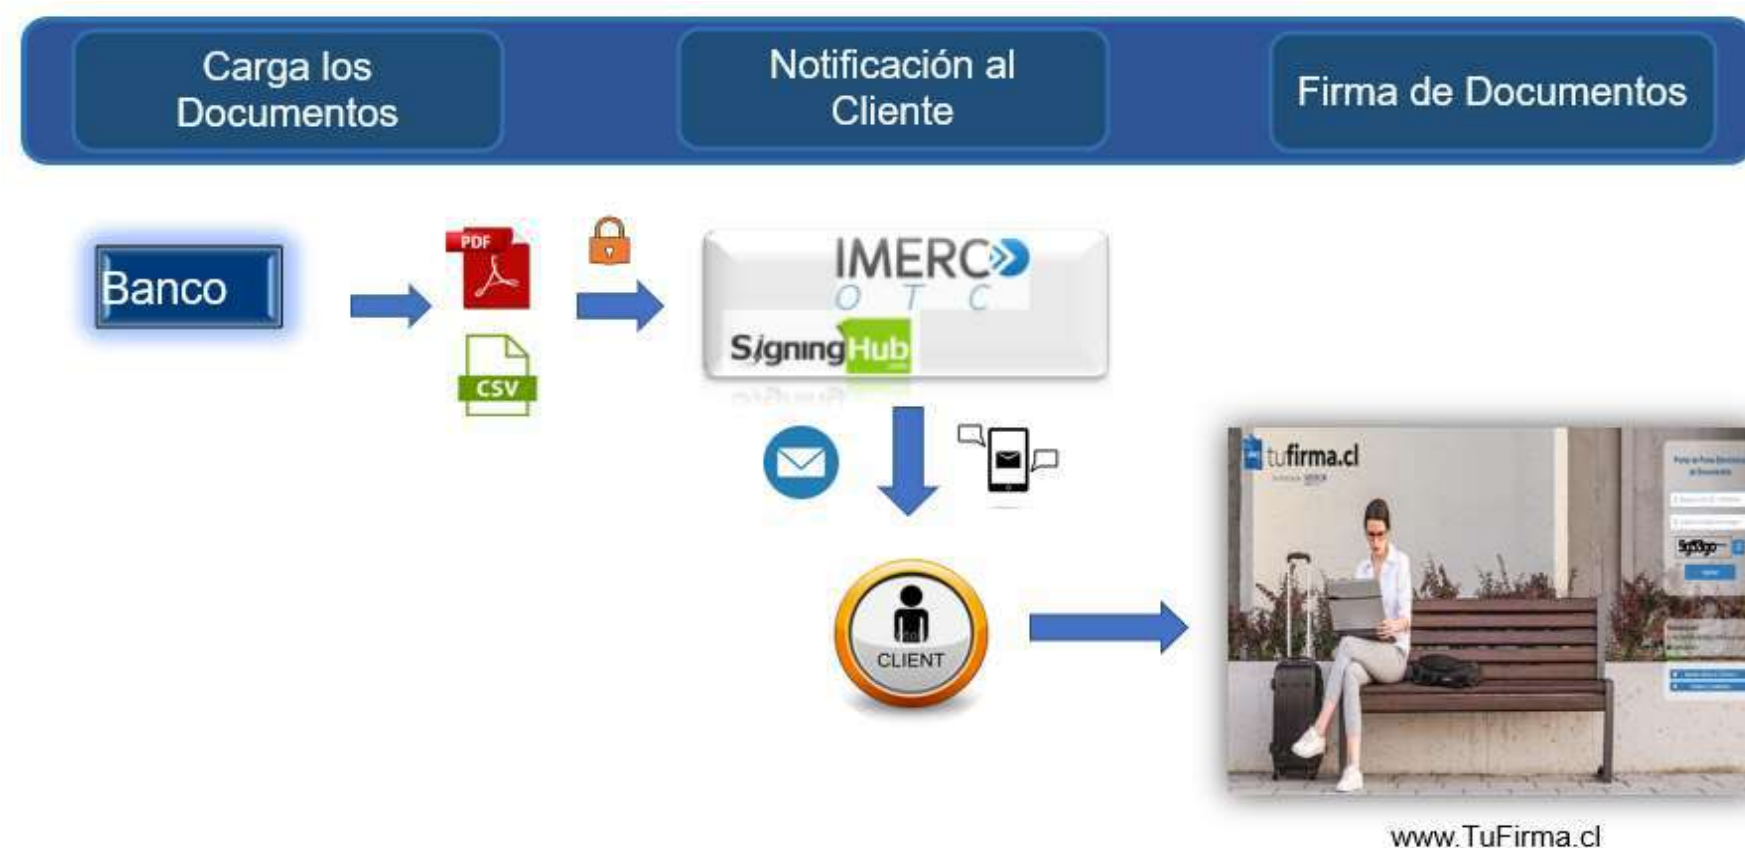 Carga los
Documentos
Notificación al
Cliente
Firma de Documentos
Banco
PDF
CSV
IMERC
O T C
SigningHub
.com
CLIENT
tufirma.cl
www.TuFirma.cl